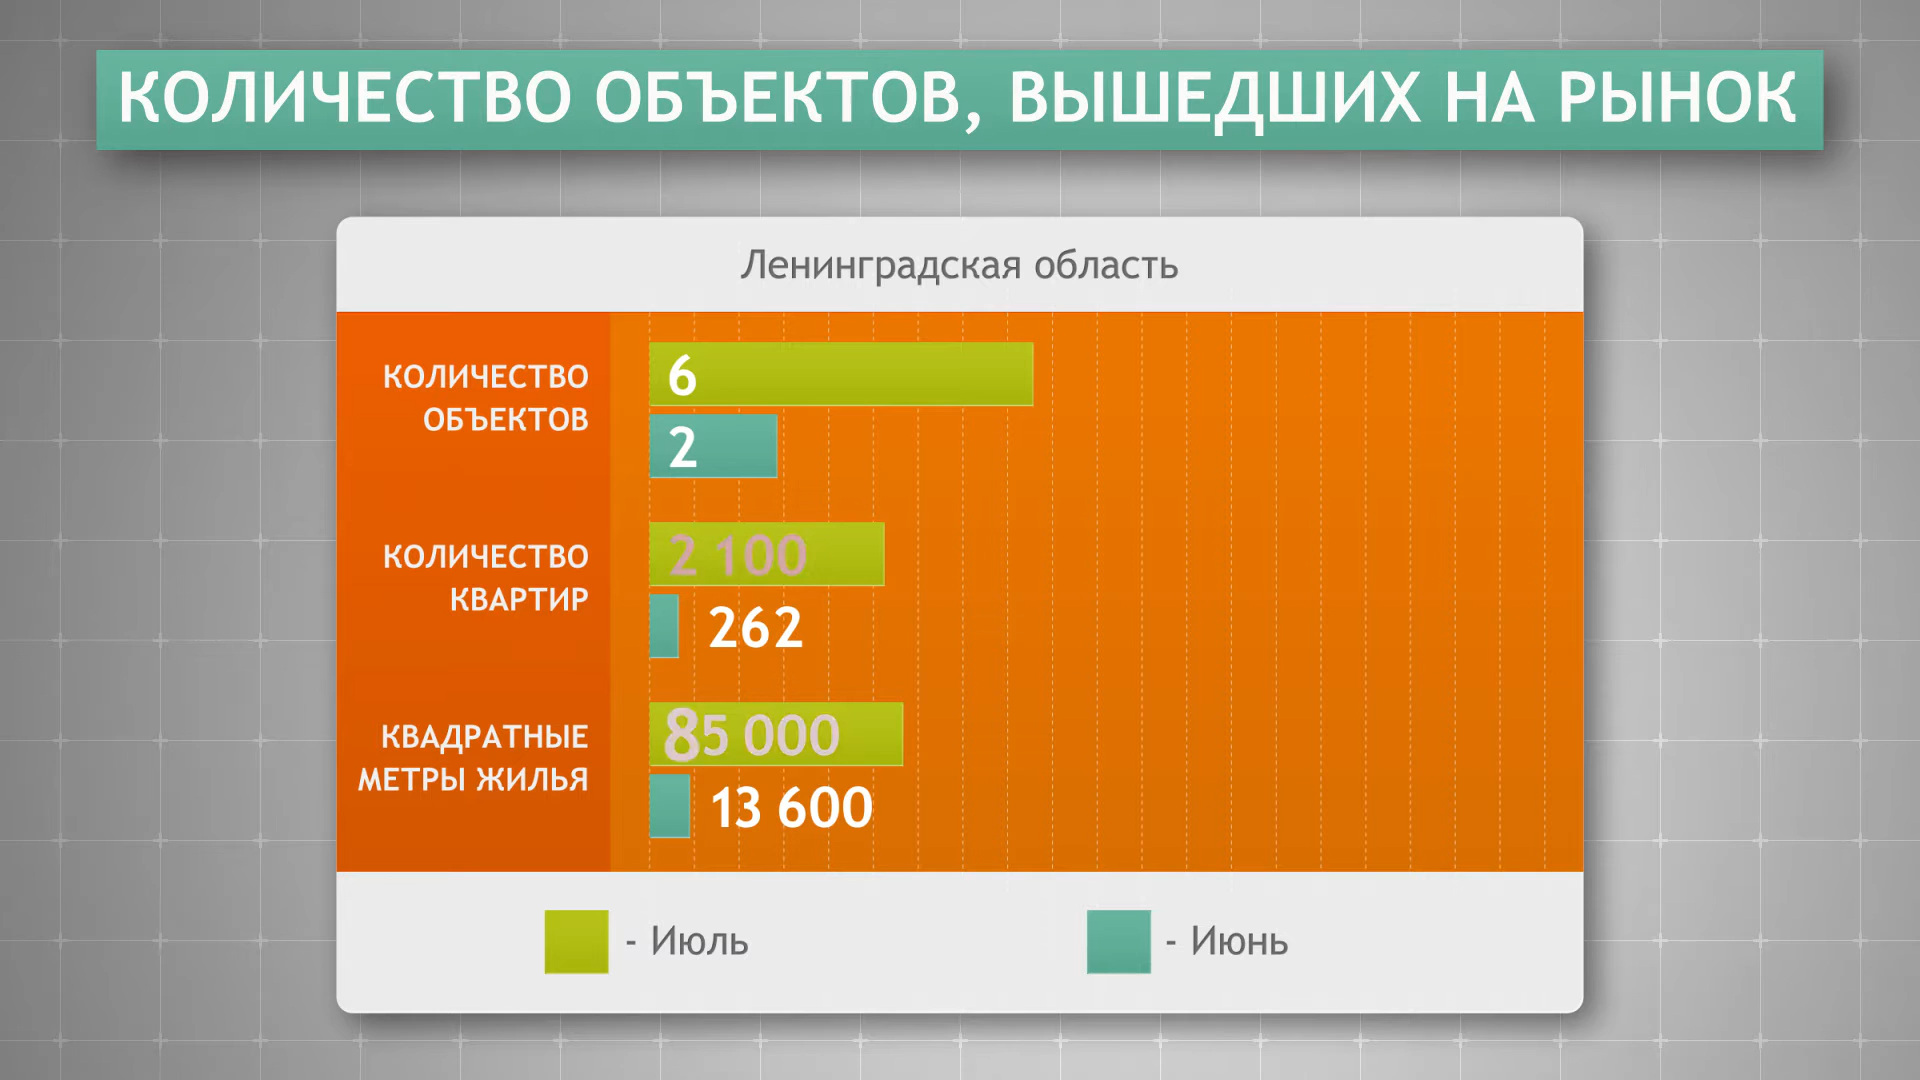 КОЛИЧЕСТВО ОБЪЕКТОВ, ВЫШЕДШИХ НА РЫНОК
Ленинградская область
КОЛИЧЕСТВО
ОБЪЕКТОВ
6
2
КОЛИЧЕСТВО
КВАРТИР
2 100
262
КВАДРАТНЫЕ
МЕТРЫ ЖИЛЬЯ
85 000
13 600
- Июль
- Июнь